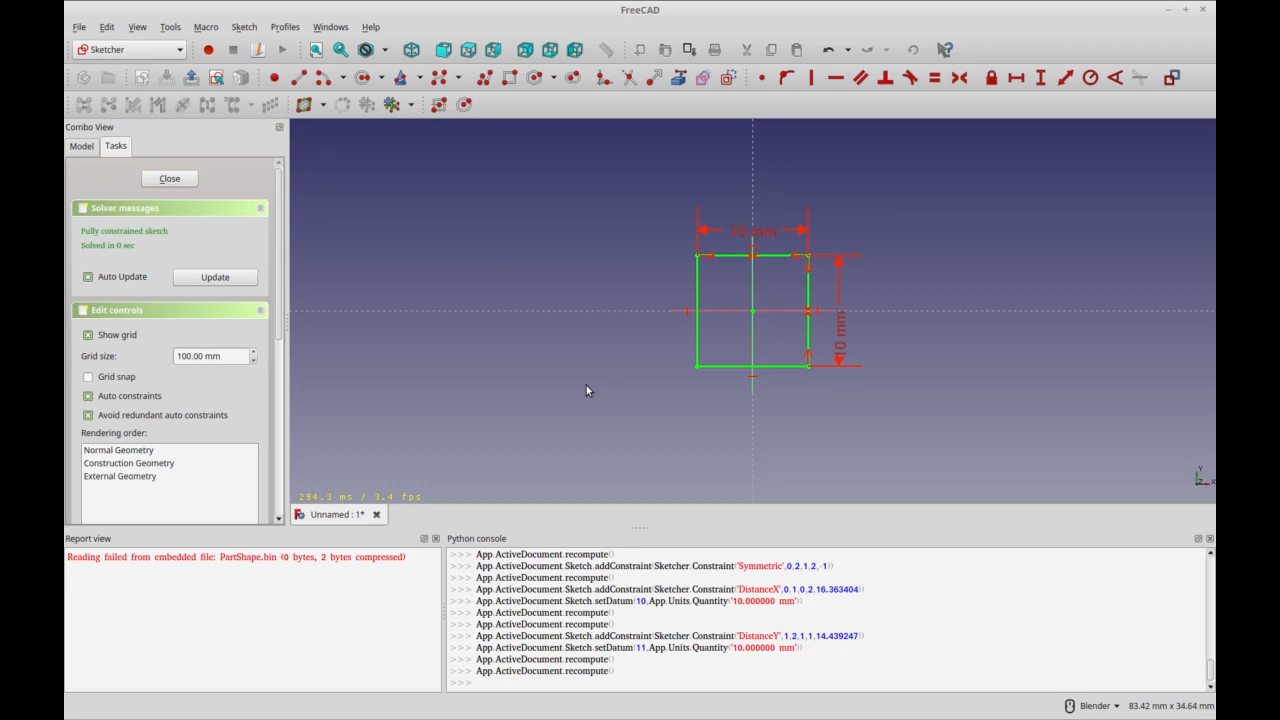 FreeCAD
File Edit View Tools Macro Sketch Profiles Windows Help
Sketcher
Combo View
Model Tasks
Close
Solver messages
Fully constrained sketch
Solved in 0 sec
Auto Update Update
Edit controls
Show grid
Grid size: 100.00 mm
Grid snap
Auto constraints
Avoid redundant auto constraints
Rendering order:
Normal Geometry
Construction Geometry
External Geometry
10 mm
10 mm
Y
Z X
294.3 ms / 3.4 fps
Unnamed : 1*
Report view
Reading failed from embedded file: PartShape.bin (0 bytes, 2 bytes compressed)
Python console
>>> App.ActiveDocument.recompute()
>>> App.ActiveDocument.Sketch.addConstraint(Sketcher.Constraint('Symmetric',0,2,1,2,-1))
>>> App.ActiveDocument.recompute()
>>> App.ActiveDocument.Sketch.addConstraint(Sketcher.Constraint('DistanceX',0,1,0,2,16.363404))
>>> App.ActiveDocument.Sketch.setDatum(10,App.Units.Quantity('10.000000 mm'))
>>> App.ActiveDocument.recompute()
>>> App.ActiveDocument.recompute()
>>> App.ActiveDocument.Sketch.addConstraint(Sketcher.Constraint('DistanceY',1,2,1,1,14.439247))
>>> App.ActiveDocument.Sketch.setDatum(11,App.Units.Quantity('10.000000 mm'))
>>> App.ActiveDocument.recompute()
>>> App.ActiveDocument.recompute()
>>>
Blender 83.42 mm x 34.64 mm